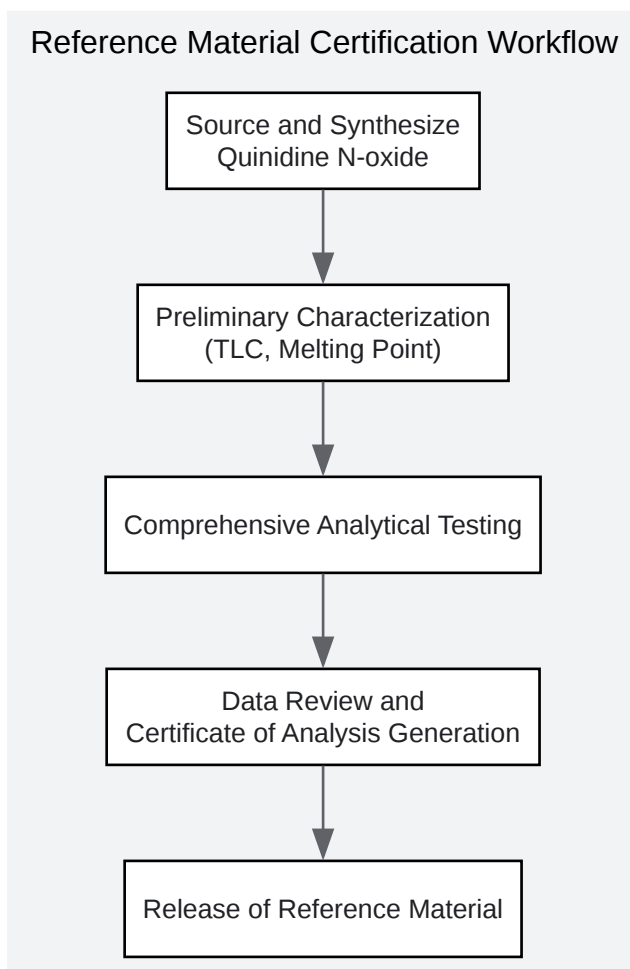 Reference Material Certification Workflow
Source and Synthesize
Quinidine N-oxide
Preliminary Characterization
(TLC, Melting Point)
Comprehensive Analytical Testing
Data Review and
Certificate of Analysis Generation
Release of Reference Material